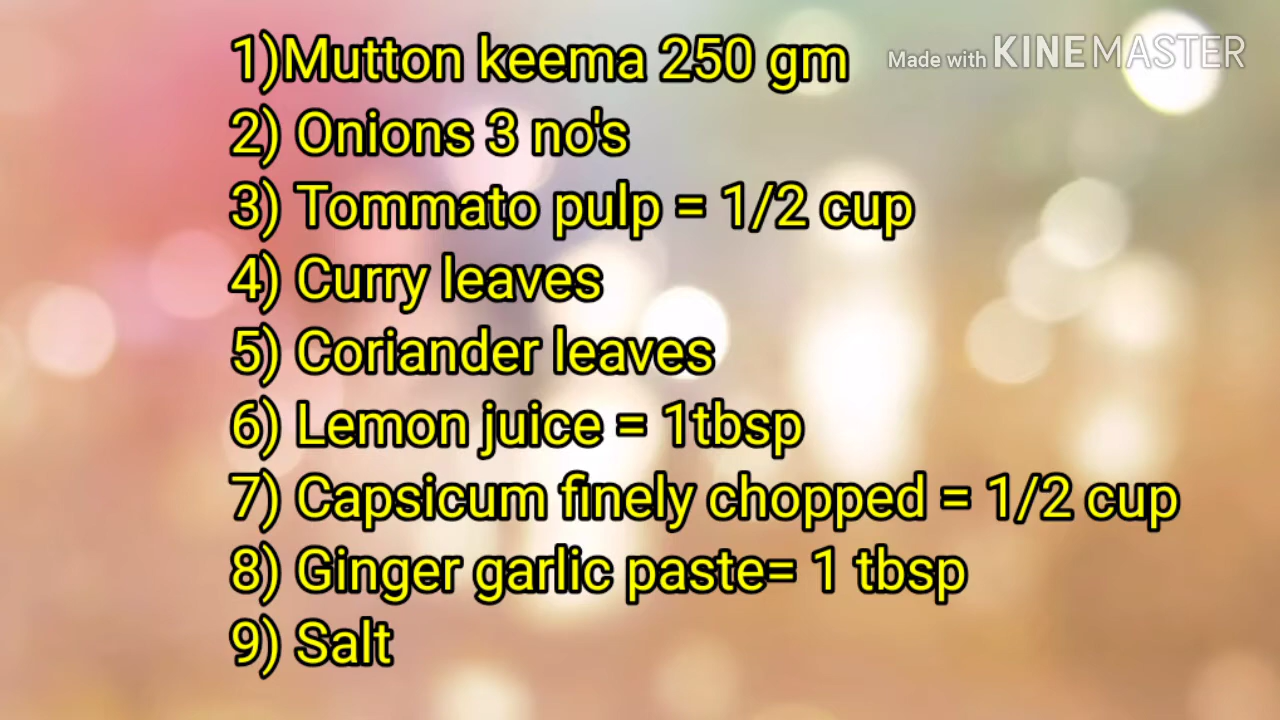 1)Mutton keema 250 gm
Made with KINEMASTER
2) Onions 3 no's
3) Tommato pulp = 1/2 cup
4) Curry leaves
5) Coriander leaves
6) Lemon juice = 1tbsp
7) Capsicum finely chopped = 1/2 cup
8) Ginger garlic paste= 1 tbsp
9) Salt